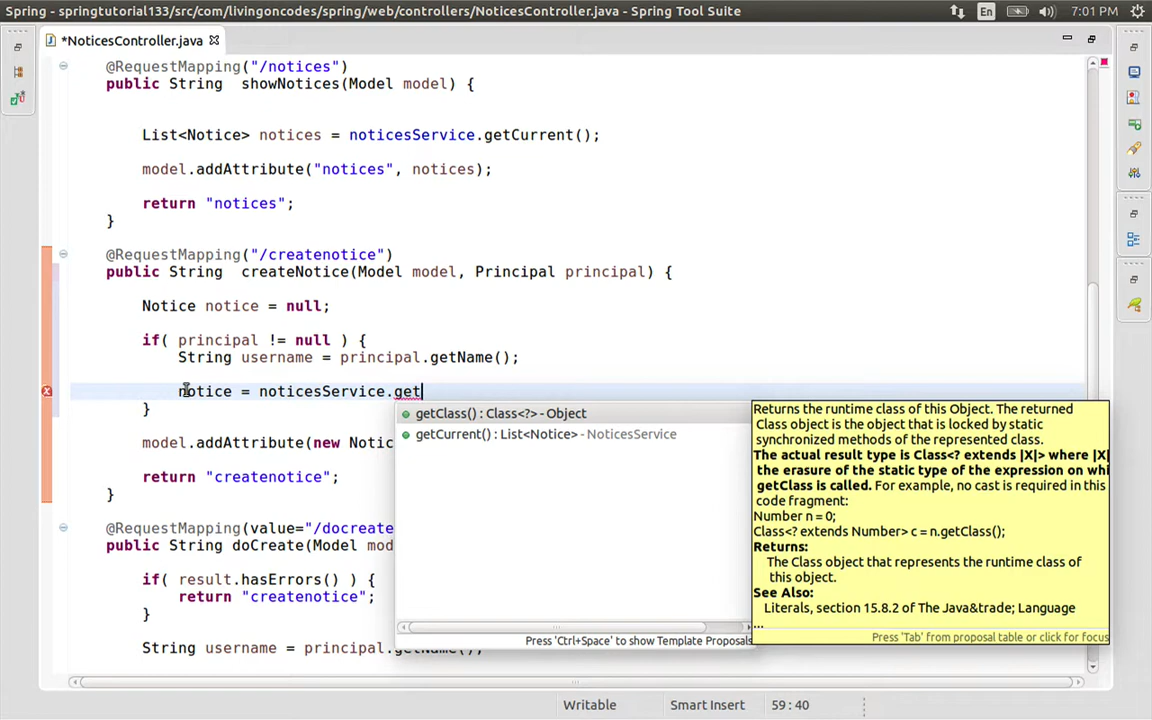 Spring - springtutorial133/src/com/livingoncodes/spring/web/controllers/NoticesController.java - Spring Tool Suite
En
7:01 PM
*NoticesController.java
@RequestMapping("/notices")
public String  showNotices(Model model) {
List<Notice> notices = noticesService.getCurrent();
model.addAttribute("notices", notices);
return "notices";
}
@RequestMapping("/createnotice")
public String  createNotice(Model model, Principal principal) {
Notice notice = null;
if( principal != null ) {
String username = principal.getName();
notice = noticesService.get
}
model.addAttribute(new Notic
return "createnotice";
}
@RequestMapping(value="/docreate
public String doCreate(Model mod
if( result.hasErrors() ) {
return "createnotice";
}
String username = principal.getName();
getClass() : Class<?> - Object
getCurrent() : List<Notice> - NoticesService
Press 'Ctrl+Space' to show Template Proposals
Returns the runtime class of this Object. The returned
Class object is the object that is locked by static
synchronized methods of the represented class.
The actual result type is Class<? extends |X|> where |X|
the erasure of the static type of the expression on whi
getClass is called. For example, no cast is required in this
code fragment:
Number n = 0;
Class<? extends Number> c = n.getClass();
Returns:
The Class object that represents the runtime class of
this object.
See Also:
Literals, section 15.8.2 of The Java&trade; Language
...
Press 'Tab' from proposal table or click for focus
Writable
Smart Insert
59 : 40